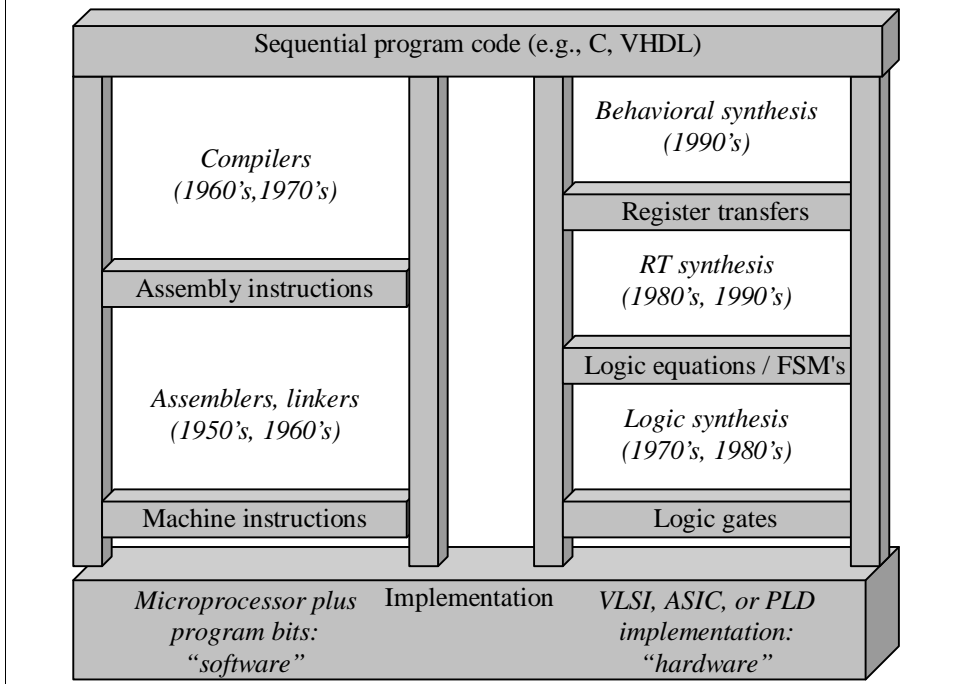 Sequential program code (e.g., C, VHDL)
Compilers
(1960’s,1970’s)
Assembly instructions
Assemblers, linkers
(1950’s, 1960’s)
Machine instructions
Behavioral synthesis
(1990’s)
Register transfers
RT synthesis
(1980’s, 1990’s)
Logic equations / FSM's
Logic synthesis
(1970’s, 1980’s)
Logic gates
Implementation
Microprocessor plus
program bits:
“software”
VLSI, ASIC, or PLD
implementation:
“hardware”